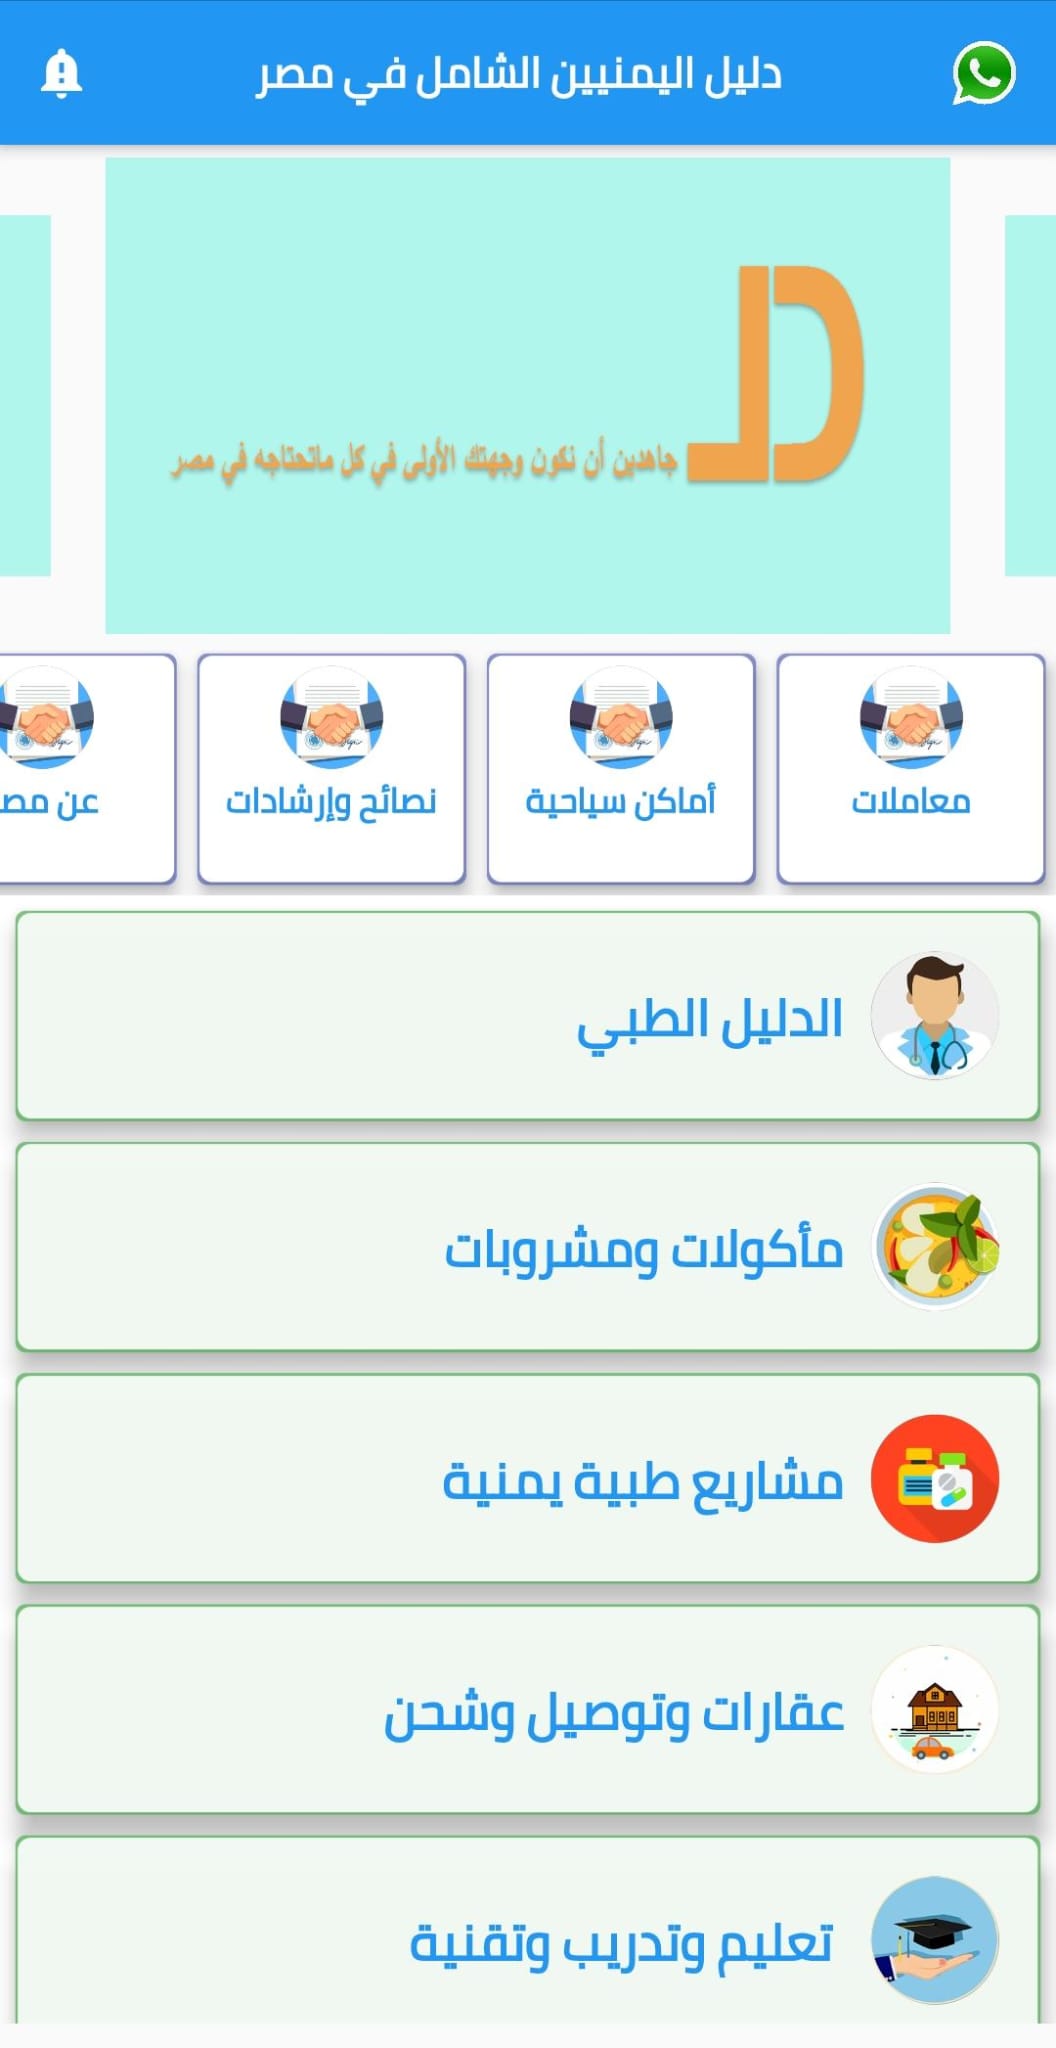 دليل اليمنيين الشامل في مصر
جاهدين أن نكون وجهتك الأولى في كل ماتحتاجه في مصر
معاملات
أماكن سياحية
نصائح وإرشادات
عن مص
الدليل الطبي
مأكولات ومشروبات
مشاريع طبية يمنية
عقارات وتوصيل وشحن
تعليم وتدريب وتقنية